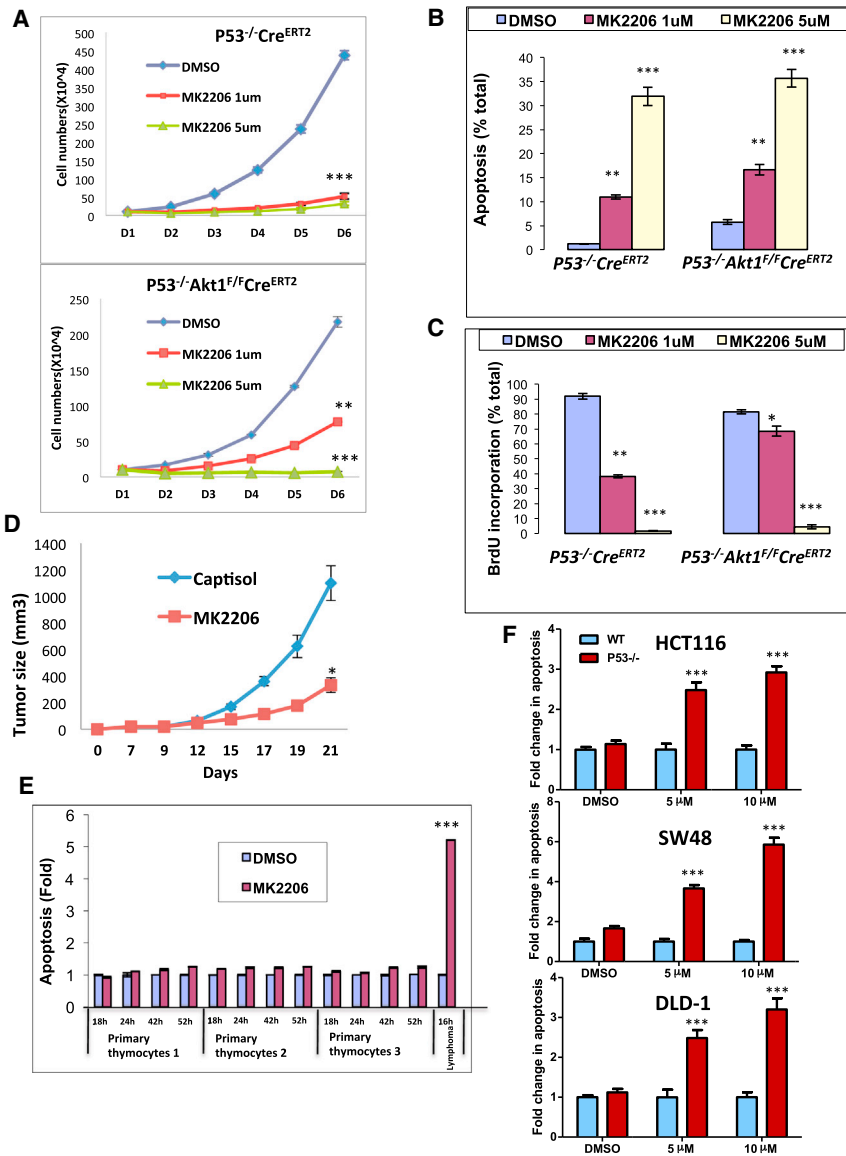 A
P53-/-CreERT2
Cell numbers(X10^4)
500
450
400
350
300
250
200
150
100
50
0
DMSO
MK2206 1um
MK2206 5um
***
D1 D2 D3 D4 D5 D6
P53-/-Akt1F/FCreERT2
Cell numbers(X10^4)
250
200
150
100
50
0
DMSO
MK2206 1um
MK2206 5um
**
***
D1 D2 D3 D4 D5 D6
B
DMSO MK2206 1uM MK2206 5uM
Apoptosis (% total)
40
35
30
25
20
15
10
5
0
** *** ** ***
P53-/-CreERT2 P53-/-Akt1F/FCreERT2
C
DMSO MK2206 1uM MK2206 5uM
BrdU incorporation (% total)
100
90
80
70
60
50
40
30
20
10
0
** *** * ***
P53-/-CreERT2 P53-/-Akt1F/FCreERT2
D
Tumor size (mm3)
1400
1200
1000
800
600
400
200
0
Captisol
MK2206
*
0 7 9 12 15 17 19 21
Days
E
Apoptosis (Fold)
6
5
4
3
2
1
0
DMSO
MK2206
***
18h 24h 42h 52h 18h 24h 42h 52h 18h 24h 42h 52h 16h
Primary thymocytes 1
Primary thymocytes 2
Primary thymocytes 3
Lymphoma
F
HCT116
WT
P53-/-
Fold change in apoptosis
4
3
2
1
0
*** ***
DMSO 5 µM 10 µM
SW48
Fold change in apoptosis
8
6
4
2
0
*** ***
DMSO 5 µM 10 µM
DLD-1
Fold change in apoptosis
4
3
2
1
0
*** ***
DMSO 5 µM 10 µM